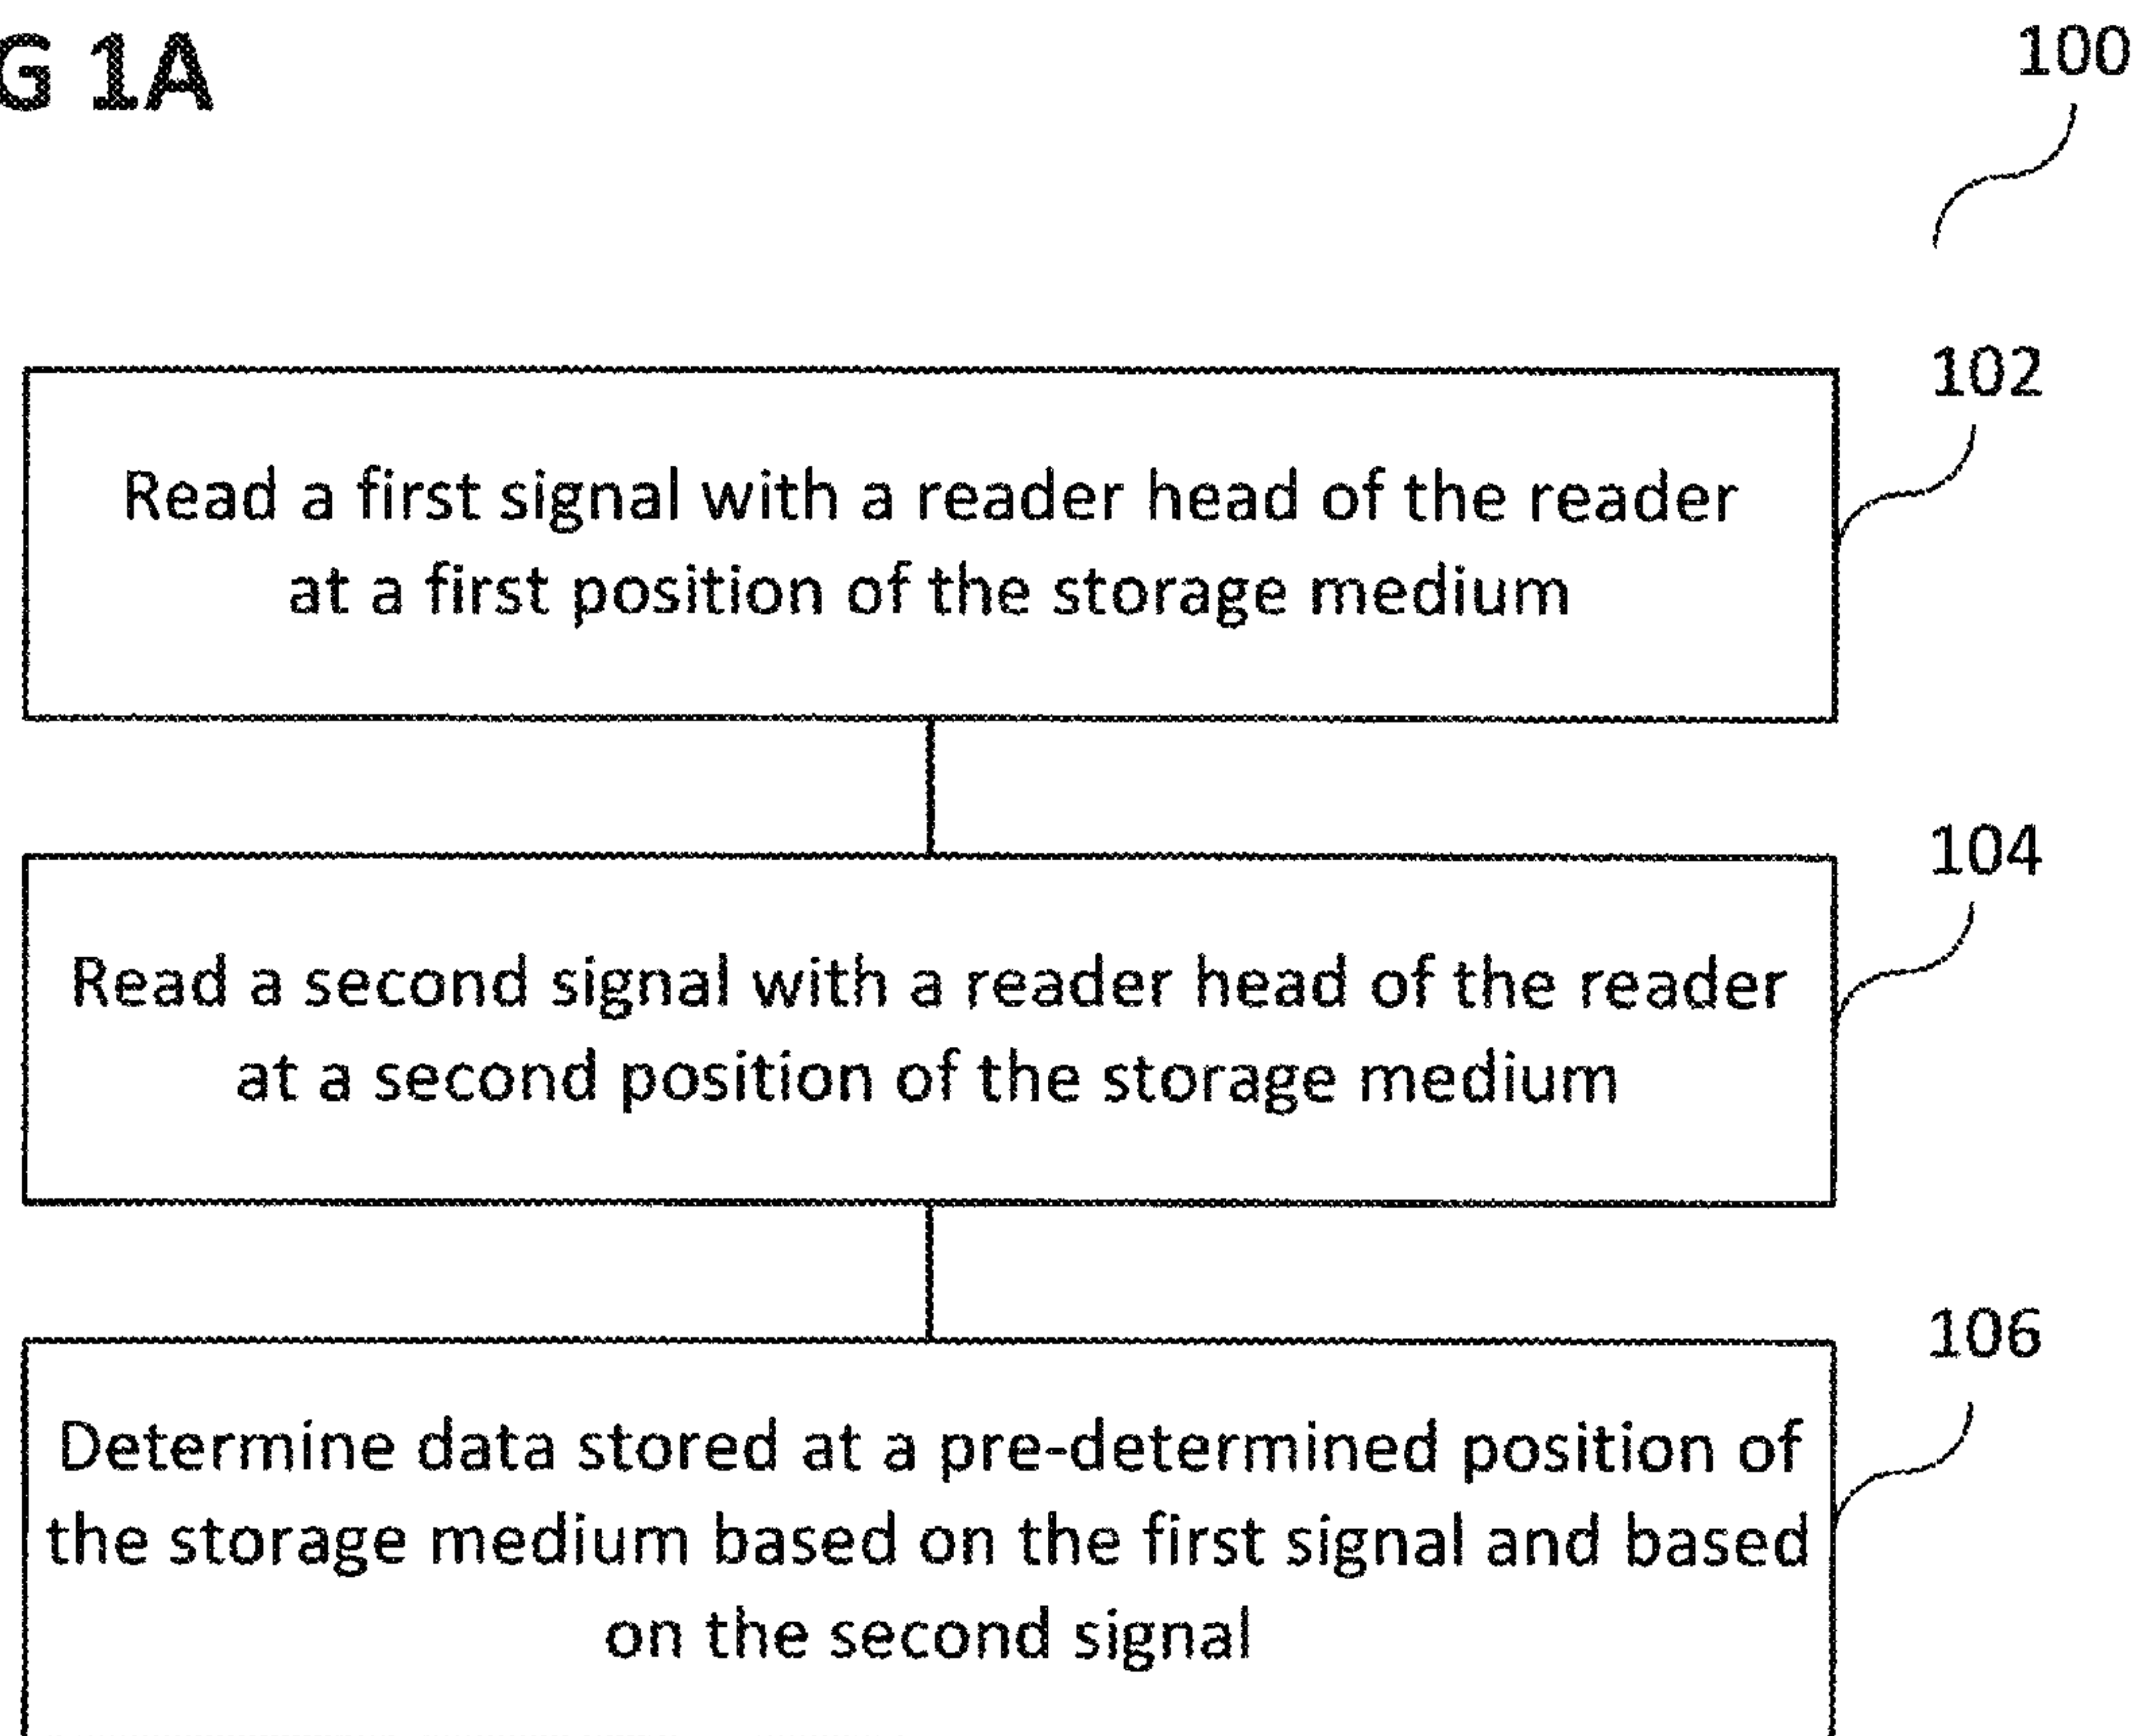 G 1A
100
102
Read a first signal with a reader head of the reader
at a first position of the storage medium
104
Read a second signal with a reader head of the reader
at a second position of the storage medium
106
Determine data stored at a pre-determined position of
the storage medium based on the first signal and based
on the second signal